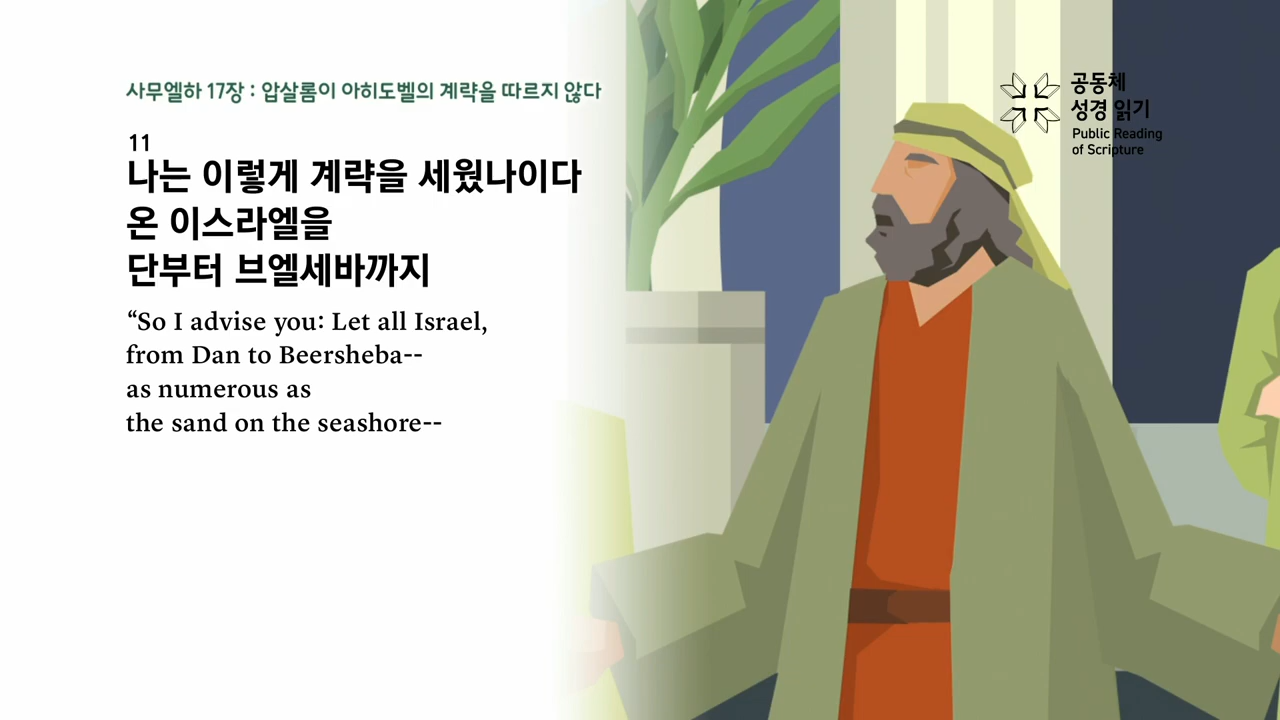 사무엘하 17장 : 압살롬이 아히도벨의 계략을 따르지 않다
11
나는 이렇게 계략을 세웠나이다
온 이스라엘을
단부터 브엘세바까지
“So I advise you: Let all Israel,
from Dan to Beersheba--
as numerous as
the sand on the seashore--
공동체
성경 읽기
Public Reading
of Scripture